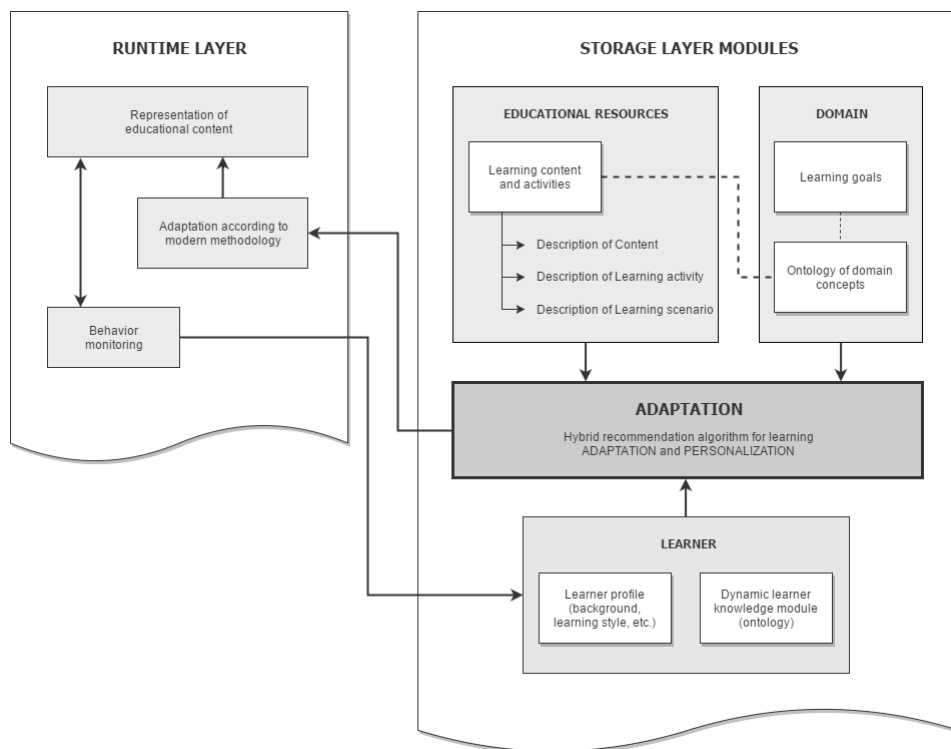 RUNTIME LAYER
Representation of
educational content
Adaptation according to
modern methodology
Behavior
monitoring
STORAGE LAYER MODULES
EDUCATIONAL RESOURCES
Learning content
and activities
Description of Content
Description of Learning activity
Description of Learning scenario
DOMAIN
Learning goals
Ontology of domain
concepts
ADAPTATION
Hybrid recommendation algorithm for learning
ADAPTATION and PERSONALIZATION
LEARNER
Learner profile
(background,
learning style, etc.)
Dynamic learner
knowledge module
(ontology)